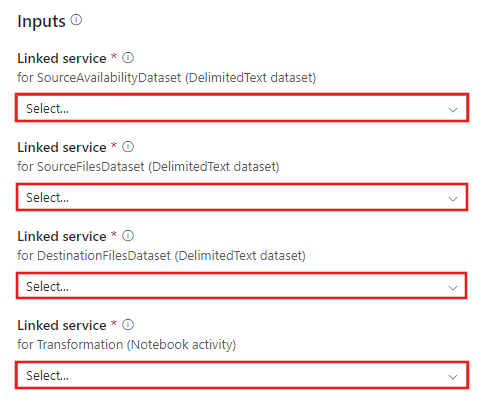 Inputs
Linked service *
for SourceAvailabilityDataset (DelimitedText dataset)
Select...
Linked service *
for SourceFilesDataset (DelimitedText dataset)
Select...
Linked service *
for DestinationFilesDataset (DelimitedText dataset)
Select...
Linked service *
for Transformation (Notebook activity)
Select...